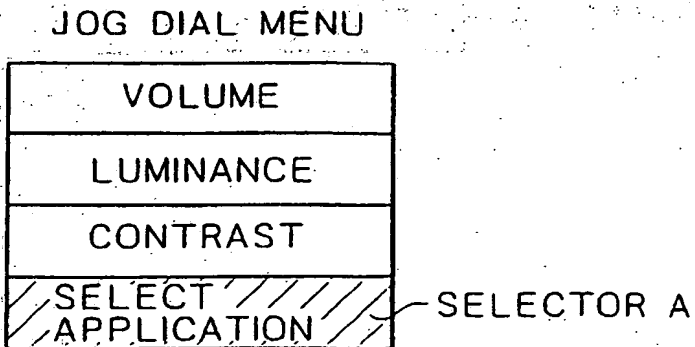 JOG DIAL MENU
VOLUME
LUMINANCE
CONTRAST
SELECT
APPLICATION
SELECTOR A